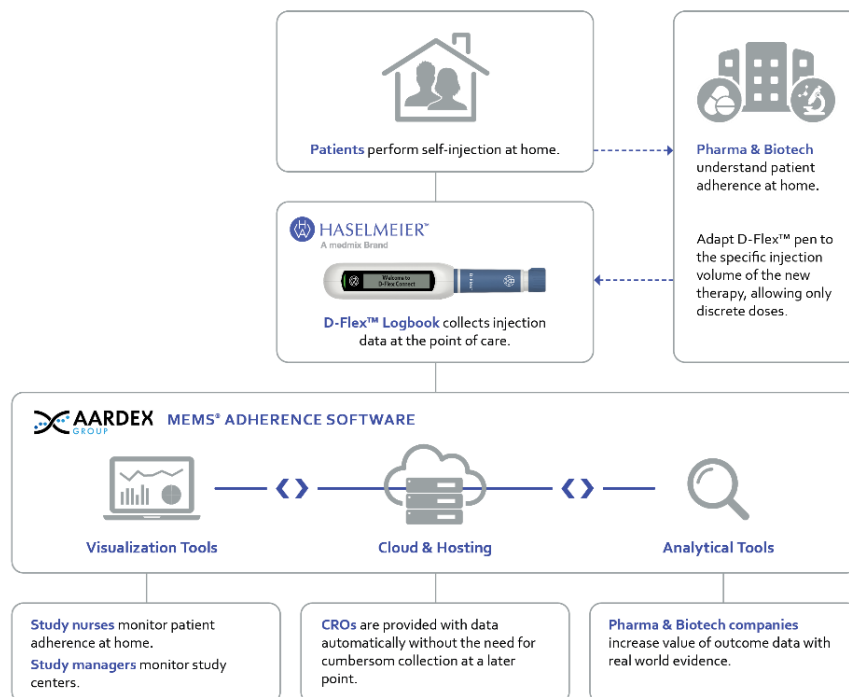 Patients perform self-injection at home.
Pharma & Biotech
understand patient
adherence at home.
Adapt D-Flex™ pen to
the specific injection
volume of the new
therapy, allowing only
discrete doses.
HASELMEIER™
A medmix Brand
Welcome to
D-Flex Connect
D-Flex
D-Flex™ Logbook collects injection
data at the point of care.
AARDEX
GROUP
MEMS® ADHERENCE SOFTWARE
Visualization Tools
Cloud & Hosting
Analytical Tools
Study nurses monitor patient
adherence at home.
Study managers monitor study
centers.
CROs are provided with data
automatically without the need for
cumbersom collection at a later
point.
Pharma & Biotech companies
increase value of outcome data with
real world evidence.